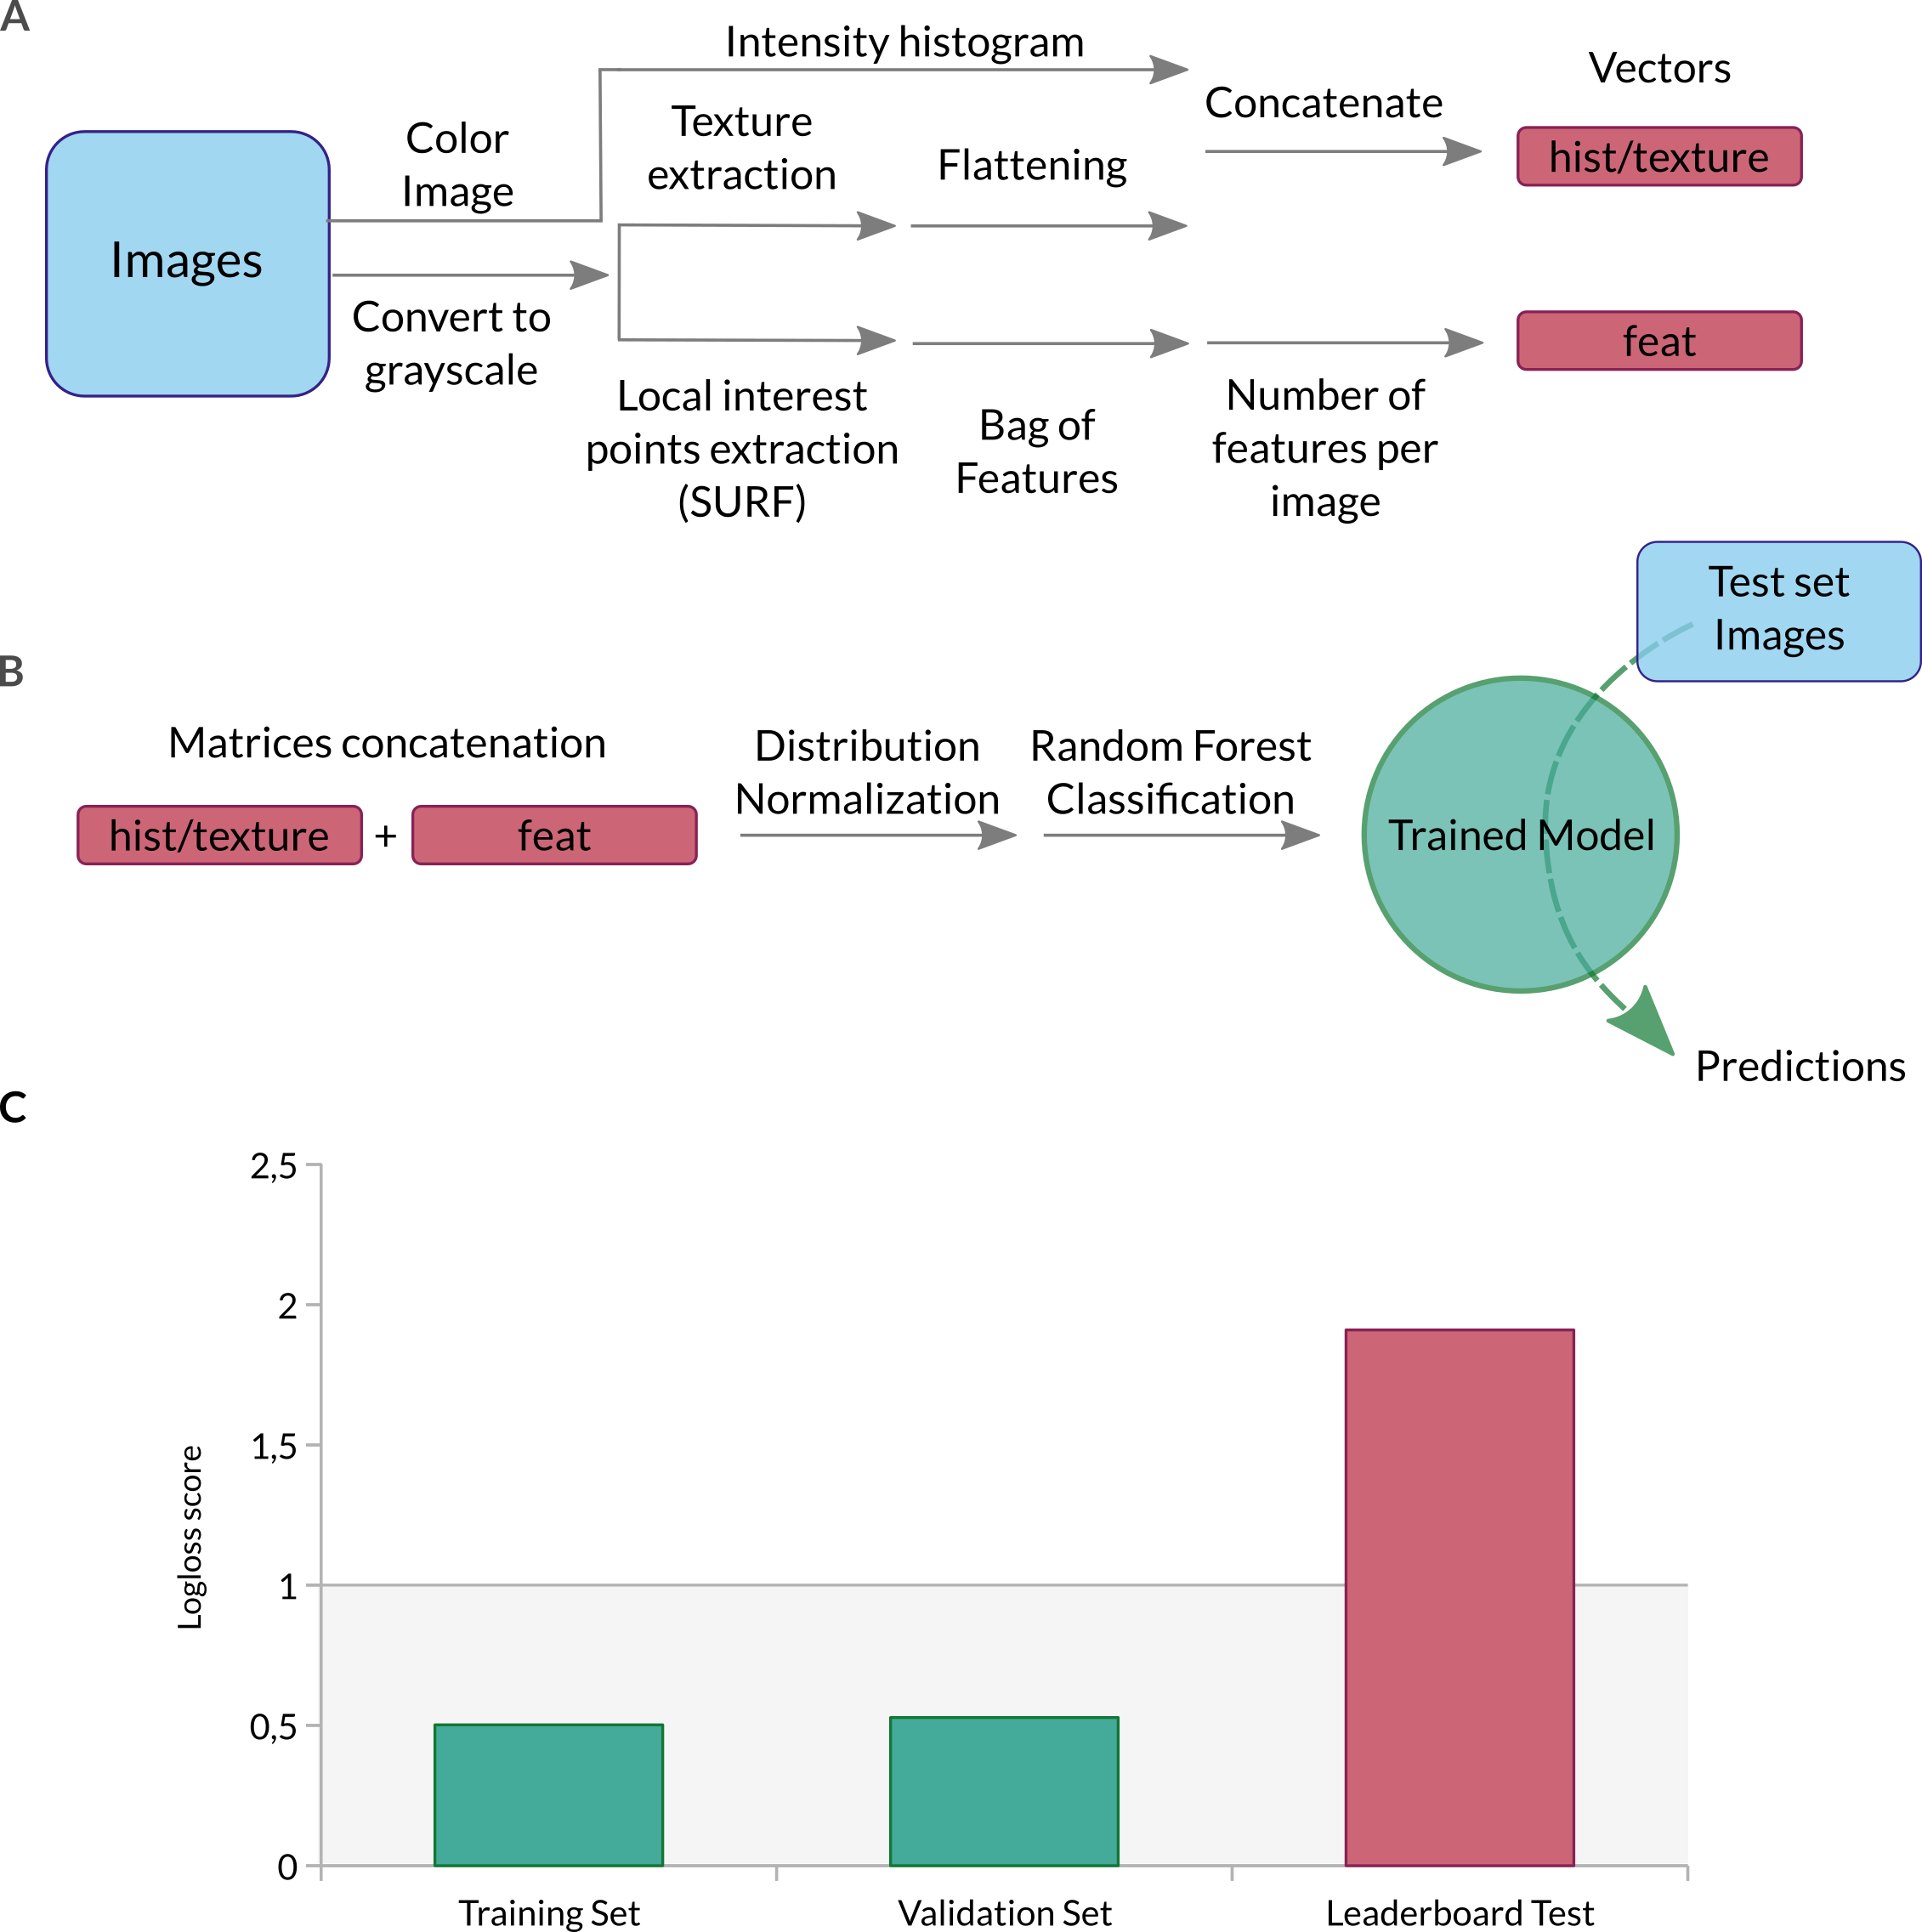 A
Intensity histogram
Vectors
Color
Image
Texture
extraction
Flattening
Concatenate
hist/texture
Images
Convert to
grayscale
Local interest
points extraction
(SURF)
Bag of
Features
Number of
features per
image
feat
Test set
Images
B
Matrices concatenation
hist/texture + feat
Distribution
Normalization
Random Forest
Classification
Trained Model
Predictions
C
Logloss score
2,5
2
1,5
1
0,5
0
Training Set
Validation Set
Leaderboard Test